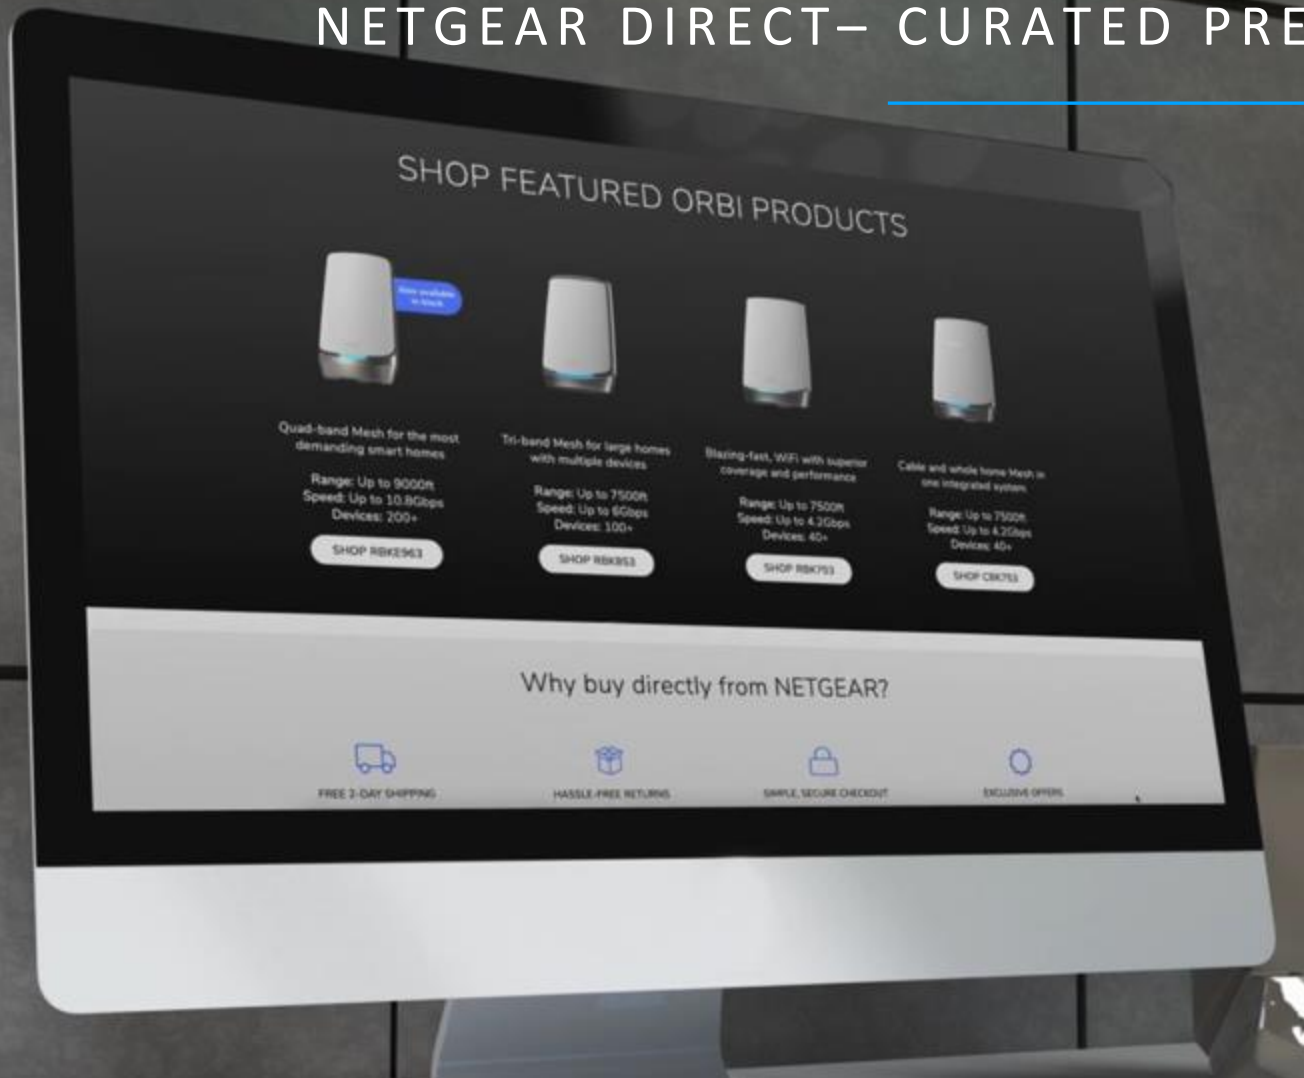 NETGEAR DIRECT– CURATED PRE
SHOP FEATURED ORBI PRODUCTS
Now available
in black
Quad-band Mesh for the most
demanding smart homes
Range: Up to 9000ft
Speed: Up to 10.8Gbps
Devices: 200+
SHOP RBKE963
Tri-band Mesh for large homes
with multiple devices
Range: Up to 7500ft
Speed: Up to 6Gbps
Devices: 100+
SHOP RBK853
Blazing-fast, WiFi with superior
coverage and performance
Range: Up to 7500ft
Speed: Up to 4.2Gbps
Devices: 40+
SHOP RBK753
Cable and whole home Mesh in
one integrated system
Range: Up to 7500ft
Speed: Up to 4.2Gbps
Devices: 40+
SHOP CBK753
Why buy directly from NETGEAR?
FREE 2-DAY SHIPPING
HASSLE-FREE RETURNS
SIMPLE, SECURE CHECKOUT
EXCLUSIVE OFFERS